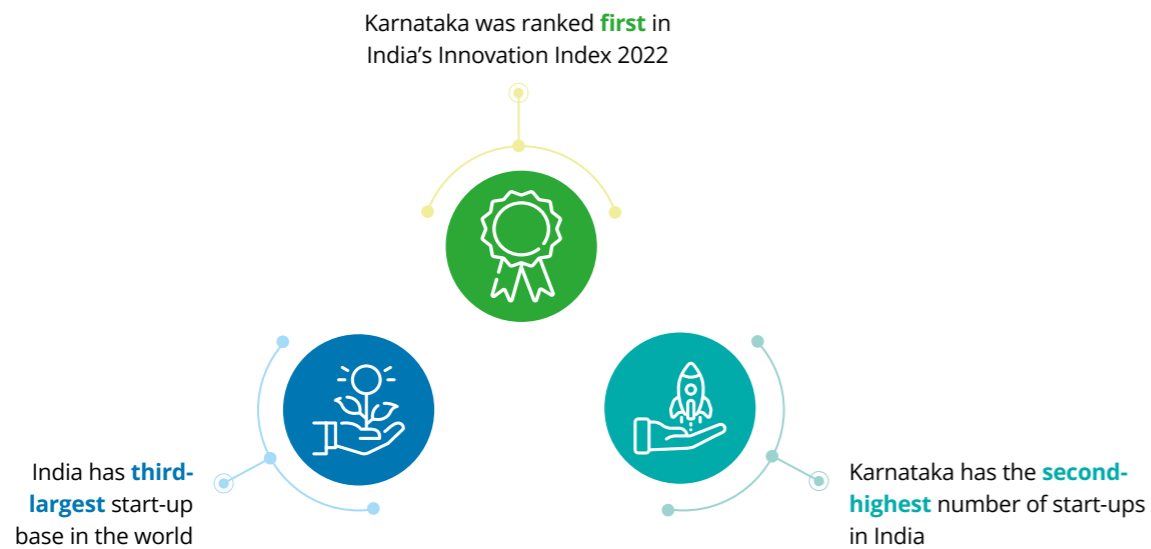 Karnataka was ranked first in
India’s Innovation Index 2022
India has third-
largest start-up
base in the world
Karnataka has the second-
highest number of start-ups
in India